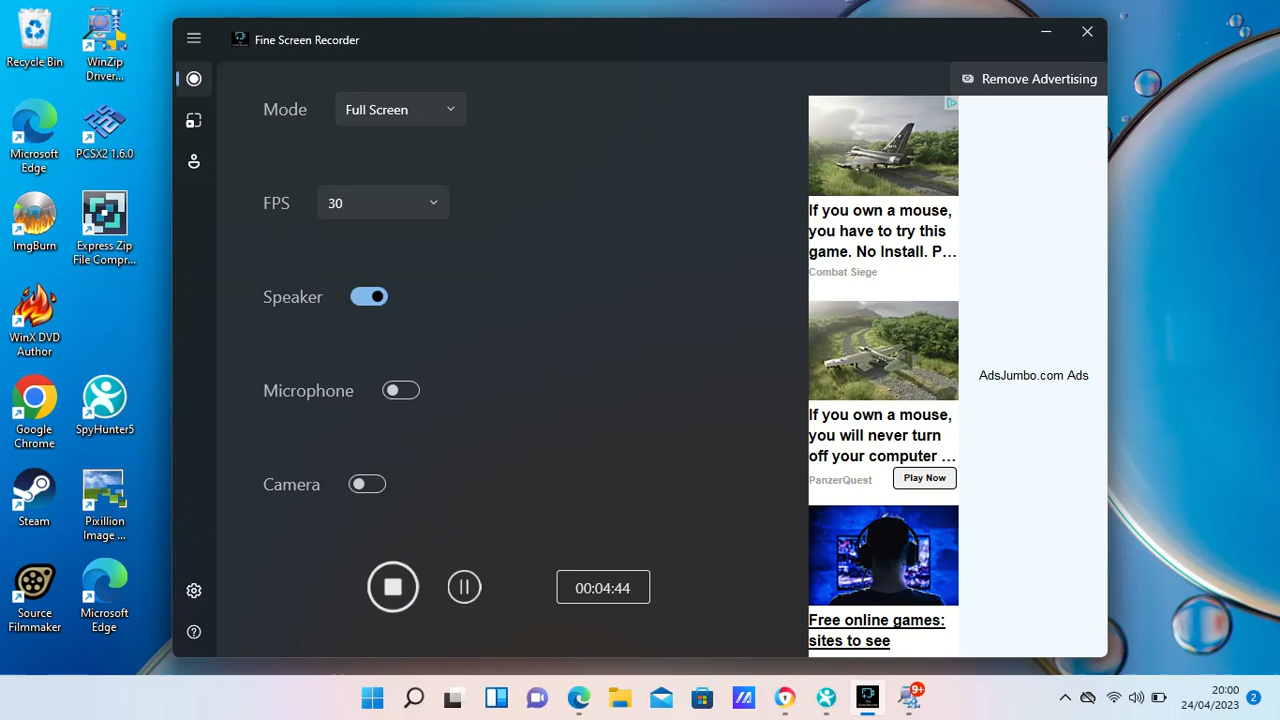 Recycle Bin
WinZip
Driver...
Microsoft
Edge
PCSX2 1.6.0
ImgBurn
Express Zip
File Compr...
WinX DVD
Author
Google
Chrome
SpyHunter5
Steam
Pixillion
Image ...
Source
Filmmaker
Microsoft
Edge
Fine Screen Recorder
Remove Advertising
Mode
Full Screen
FPS
30
Speaker
Microphone
Camera
00:04:44
If you own a mouse,
you have to try this
game. No Install. P...
Combat Siege
If you own a mouse,
you will never turn
off your computer ...
PanzerQuest
Play Now
Free online games:
sites to see
AdsJumbo.com Ads
9+
20:00
24/04/2023
2